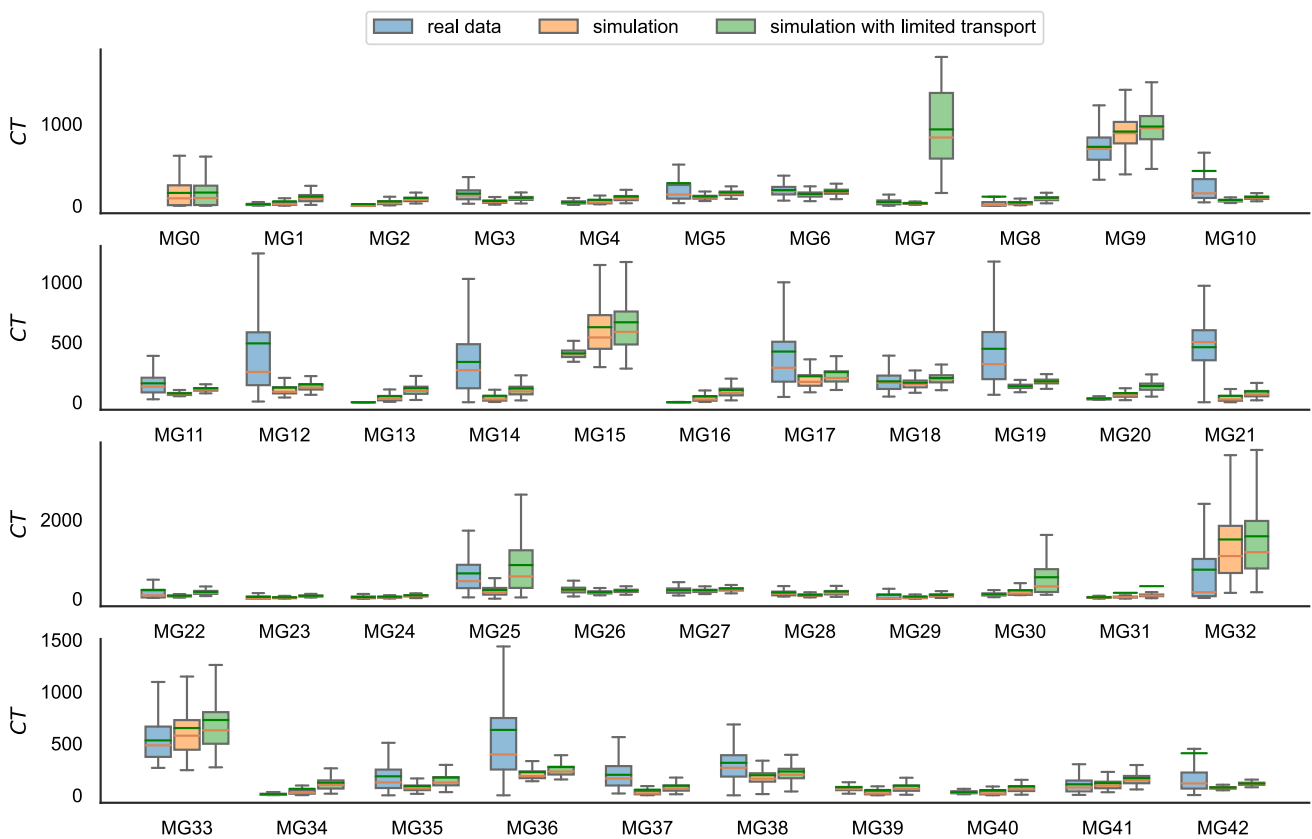 real data simulation simulation with limited transport
CT
1000
0
MG0 MG1 MG2 MG3 MG4 MG5 MG6 MG7 MG8 MG9 MG10
CT
1000
500
0
MG11 MG12 MG13 MG14 MG15 MG16 MG17 MG18 MG19 MG20 MG21
CT
2000
0
MG22 MG23 MG24 MG25 MG26 MG27 MG28 MG29 MG30 MG31 MG32
CT
1500
1000
500
0
MG33 MG34 MG35 MG36 MG37 MG38 MG39 MG40 MG41 MG42